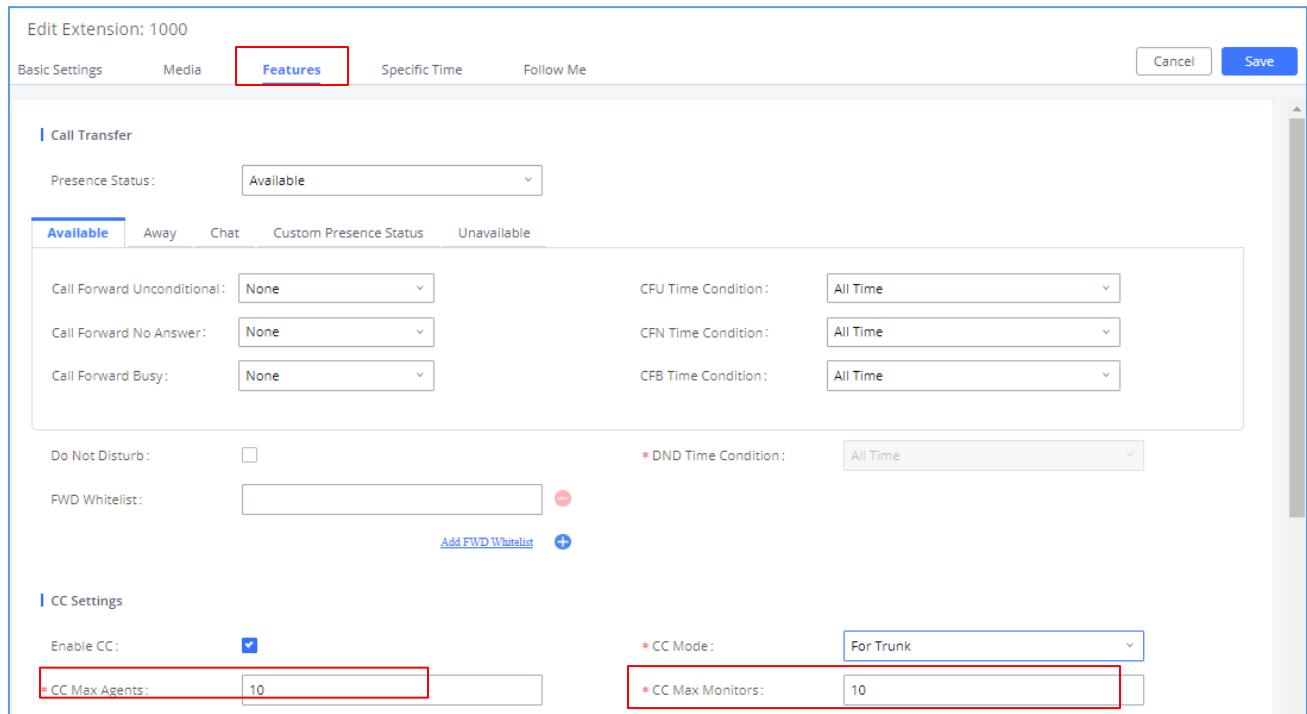 Edit Extension: 1000
Basic Settings Media Features Specific Time Follow Me Cancel Save
Call Transfer
Presence Status: Available
Available Away Chat Custom Presence Status Unavailable
Call Forward Unconditional: None CFU Time Condition: All Time
Call Forward No Answer: None CFN Time Condition: All Time
Call Forward Busy: None CFB Time Condition: All Time
Do Not Disturb: * DND Time Condition: All Time
FWD Whitelist:
Add FWD Whitelist
CC Settings
Enable CC: * CC Mode: For Trunk
* CC Max Agents: 10 * CC Max Monitors: 10